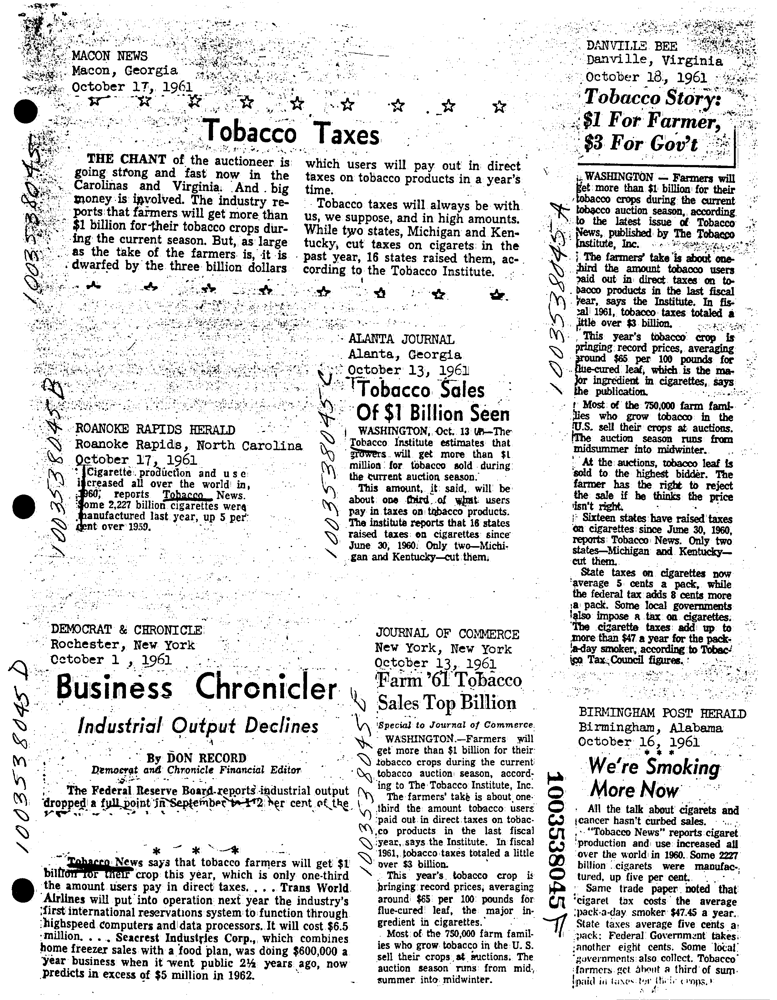 MACON NEWS
Macon, Georgia
October 17, 1961
Tobacco Taxes
THE CHANT of the auctioneer is
going strong and fast now in the
Carolinas and Virginia. And big
money is involved. The industry re-
ports that farmers will get more than
$1 billion for their tobacco crops dur-
ing the current season. But, as large
as the take of the farmers is, it is
dwarfed by the three billion dollars
which users will pay out in direct
taxes on tobacco products in a year's
time.
Tobacco taxes will always be with
us, we suppose, and in high amounts.
While two states, Michigan and Ken-
tucky, cut taxes on cigarets in the
past year, 16 states raised them, ac-
cording to the Tobacco Institute.
1003538045
DANVILLE BEE
Danville, Virginia
October 18, 1961
Tobacco Story:
$1 For Farmer,
$3 For Gov't
WASHINGTON — Farmers will
get more than $1 billion for their
tobacco crops during the current
tobacco auction season, according
to the latest issue of Tobacco
News, published by The Tobacco
Institute, Inc.
The farmers' take is about one-
third the amount tobacco users
paid out in direct taxes on to-
bacco products in the last fiscal
year, says the Institute. In fis-
cal 1961, tobacco taxes totaled a
little over $3 billion.
This year's tobacco crop is
bringing record prices, averaging
around $65 per 100 pounds for
flue-cured leaf, which is the ma-
jor ingredient in cigarettes, says
the publication.
Most of the 750,000 farm fami-
lies who grow tobacco in the
U.S. sell their crops at auctions.
The auction season runs from
midsummer into midwinter.
At the auctions, tobacco leaf is
sold to the highest bidder. The
farmer has the right to reject
the sale if he thinks the price
isn't right.
Sixteen states have raised taxes
on cigarettes since June 30, 1960,
reports Tobacco News. Only two
states—Michigan and Kentucky—
cut them.
State taxes on cigarettes now
average 5 cents a pack, while
the federal tax adds 8 cents more
a pack. Some local governments
also impose a tax on cigarettes.
The cigarette taxes add up to
more than $47 a year for the pack-
a-day smoker, according to Tobac-
co Tax Council figures.
1003538045 A
ALANTA JOURNAL
Alanta, Georgia
October 13, 1961
Tobacco Sales
Of $1 Billion Seen
WASHINGTON, Oct. 13 (P)—The
Tobacco Institute estimates that
growers will get more than $1
million for tobacco sold during
the current auction season.
This amount, it said, will be
about one third of what users
pay in taxes on tobacco products.
The institute reports that 16 states
raised taxes on cigarettes since
June 30, 1960. Only two—Michi-
gan and Kentucky—cut them.
1003538045 C
ROANOKE RAPIDS HERALD
Roanoke Rapids, North Carolina
October 17, 1961
Cigarette production and use
increased all over the world in
1960, reports Tobacco News.
Some 2,227 billion cigarettes were
manufactured last year, up 5 per
cent over 1959.
1003538045 B
DEMOCRAT & CHRONICLE
Rochester, New York
October 1 , 1961
Business Chronicler
Industrial Output Declines
By DON RECORD
Democrat and Chronicle Financial Editor
The Federal Reserve Board reports industrial output
dropped a full point in September to 112 per cent of the
Tobacco News says that tobacco farmers will get $1
billion for their crop this year, which is only one-third
the amount users pay in direct taxes. . . . Trans World
Airlines will put into operation next year the industry's
first international reservations system to function through
highspeed computers and data processors. It will cost $6.5
million. . . . Seacrest Industries Corp., which combines
home freezer sales with a food plan, was doing $600,000 a
year business when it went public 2½ years ago, now
predicts in excess of $5 million in 1962.
1003538045 D
JOURNAL OF COMMERCE
New York, New York
October 13, 1961
Farm '61 Tobacco
Sales Top Billion
Special to Journal of Commerce
WASHINGTON.—Farmers will
get more than $1 billion for their
tobacco crops during the current
tobacco auction season, accord-
ing to The Tobacco Institute, Inc.
The farmers' take is about one-
third the amount tobacco users
paid out in direct taxes on tobac-
co products in the last fiscal
year, says the Institute. In fiscal
1961, tobacco taxes totaled a little
over $3 billion.
This year's tobacco crop is
bringing record prices, averaging
around $65 per 100 pounds for
flue-cured leaf, the major in-
gredient in cigarettes.
Most of the 750,000 farm famil-
ies who grow tobacco in the U. S.
sell their crops at auctions. The
auction season runs from mid-
summer into midwinter.
1003538045
BIRMINGHAM POST HERALD
Birmingham, Alabama
October 16, 1961
We're Smoking
More Now
All the talk about cigarets and
cancer hasn't curbed sales.
"Tobacco News" reports cigaret
production and use increased all
over the world in 1960. Some 2227
billion cigarets were manufac-
tured, up five per cent.
Same trade paper noted that
cigaret tax costs the average
pack-a-day smoker $47.45 a year.
State taxes average five cents a
pack; Federal Government takes
another eight cents. Some local
governments also collect. Tobacco
farmers get about a third of sum
paid in taxes for their crops.
1003538045